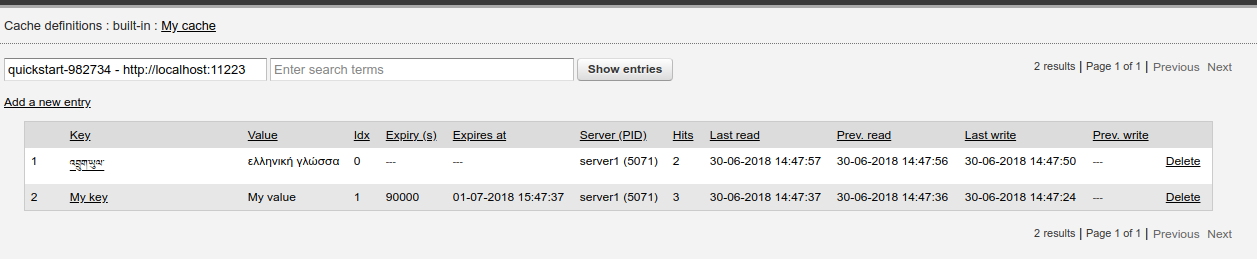 Cache definitions : built-in : My cache
quickstart-982734 - http://localhost:11223 Enter search terms Show entries 2 results | Page 1 of 1 | Previous Next
Add a new entry
Key Value Idx Expiry (s) Expires at Server (PID) Hits Last read Prev. read Last write Prev. write
1 འབྲུག་ཡུལ་ ελληνική γλώσσα 0 --- --- server1 (5071) 2 30-06-2018 14:47:57 30-06-2018 14:47:56 30-06-2018 14:47:50 --- Delete
2 My key My value 1 90000 01-07-2018 15:47:37 server1 (5071) 3 30-06-2018 14:47:37 30-06-2018 14:47:36 30-06-2018 14:47:24 --- Delete
2 results | Page 1 of 1 | Previous Next